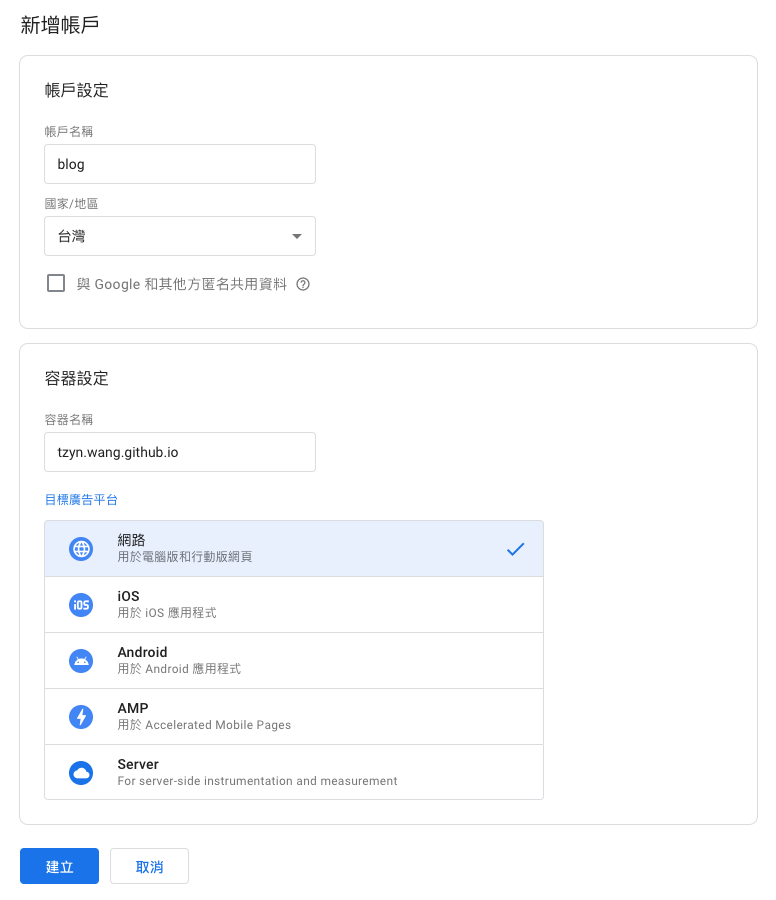 新增帳戶
帳戶設定
帳戶名稱
blog
國家/地區
台灣
與 Google 和其他方匿名共用資料
容器設定
容器名稱
tzyn.wang.github.io
目標廣告平台
網路
用於電腦版和行動版網頁
iOS
iOS
用於 iOS 應用程式
Android
用於 Android 應用程式
AMP
用於 Accelerated Mobile Pages
Server
For server-side instrumentation and measurement
建立 取消